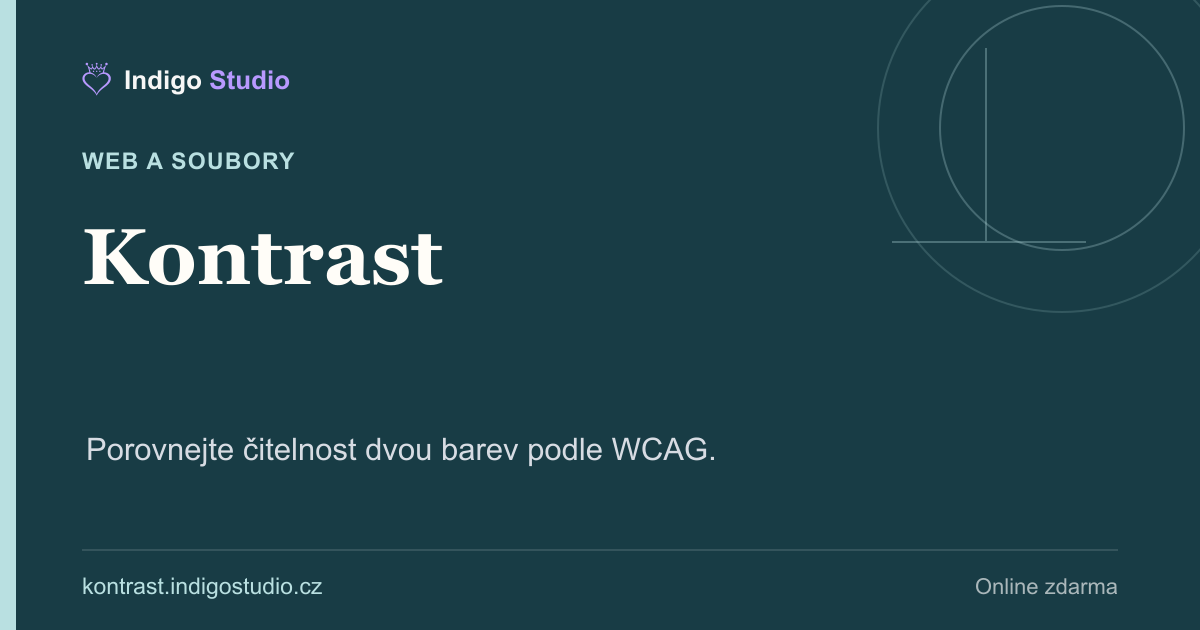 Indigo Studio
WEB A SOUBORY
Kontrast
Porovnejte čitelnost dvou barev podle WCAG.
kontrast.indigostudio.cz
Online zdarma